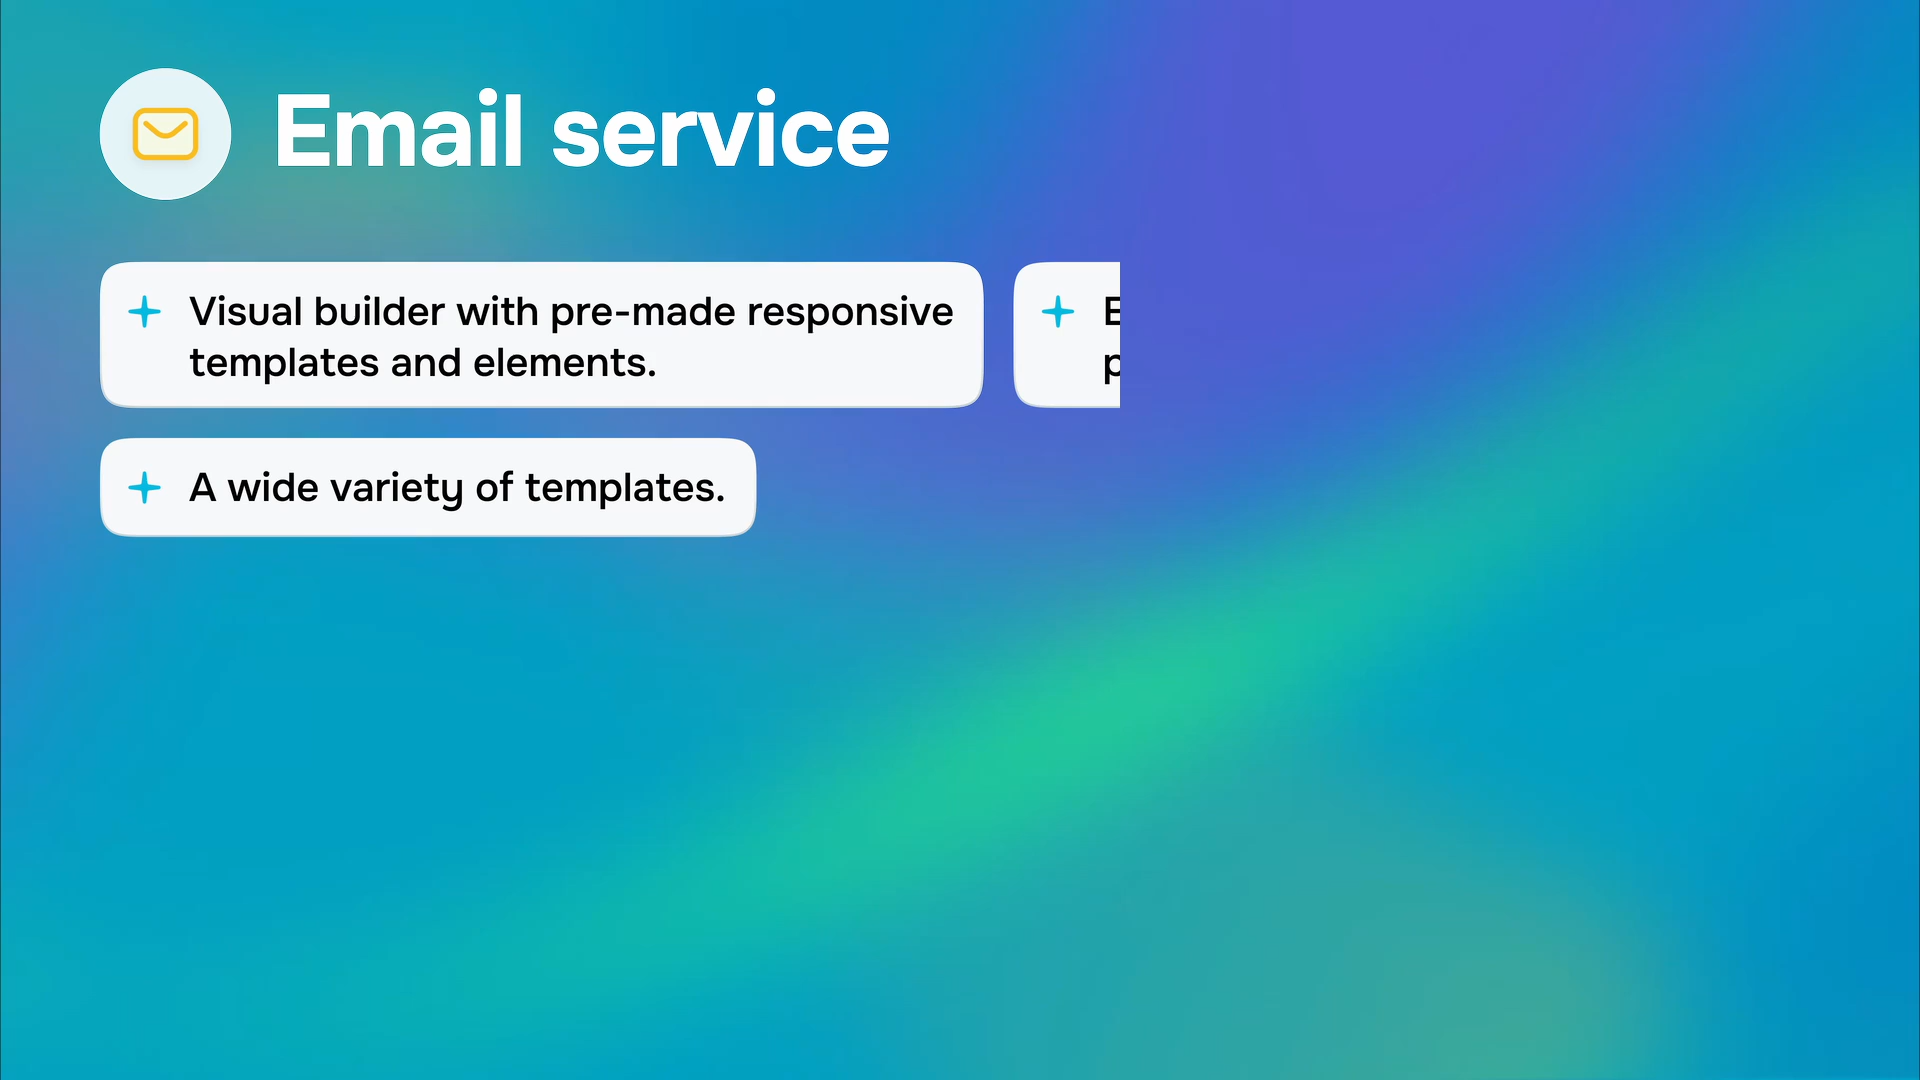 Email service
Visual builder with pre-made responsive
templates and elements.
A wide variety of templates.